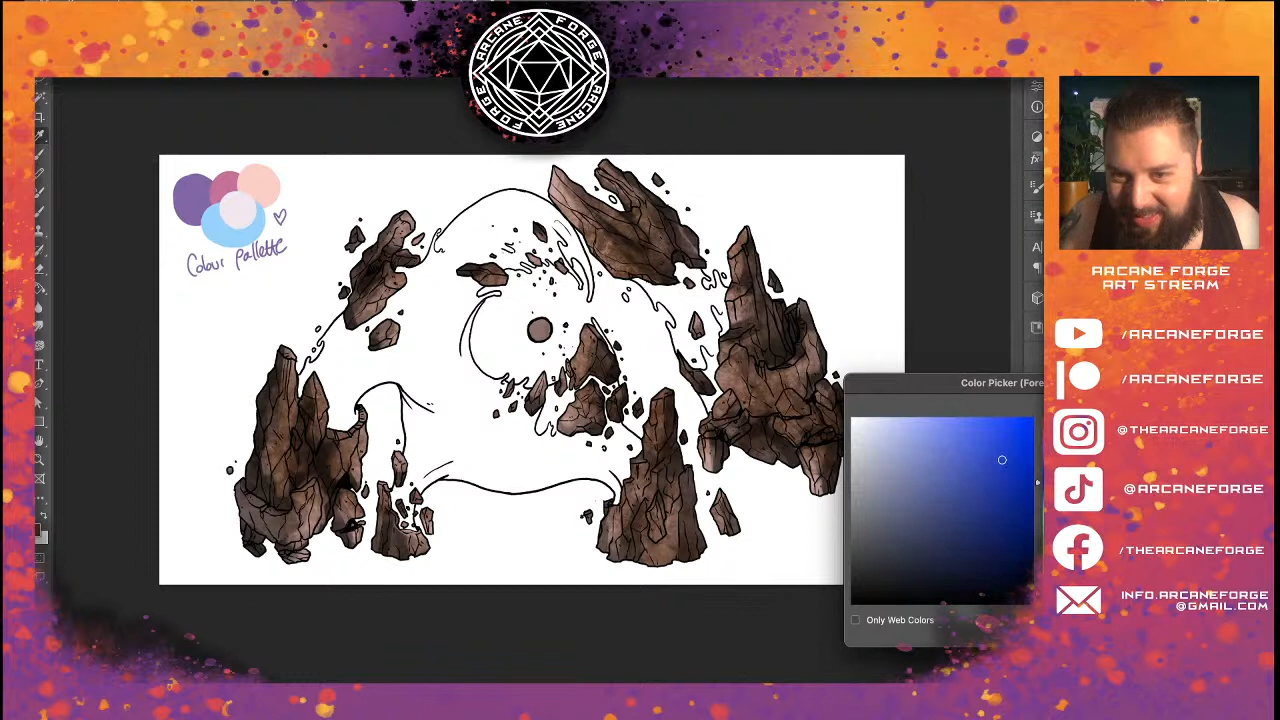 ARCANE FORGE
ARCANE FORGE
Colour pallette
Color Picker (Fore
Only Web Colors
ARCANE FORGE
ART STREAM
/ARCANEFORGE
/ARCANEFORGE
@THEARCANEFORGE
@ARCANEFORGE
/THEARCANEFORGE
INFO.ARCANEFORGE
@GMAIL.COM